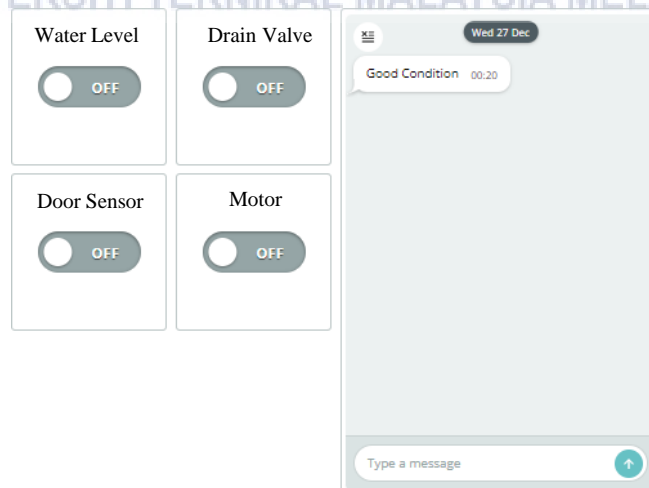 Water Level
Drain Valve
OFF
OFF
Door Sensor
Motor
OFF
OFF
Wed 27 Dec
Good Condition 00:20
Type a message